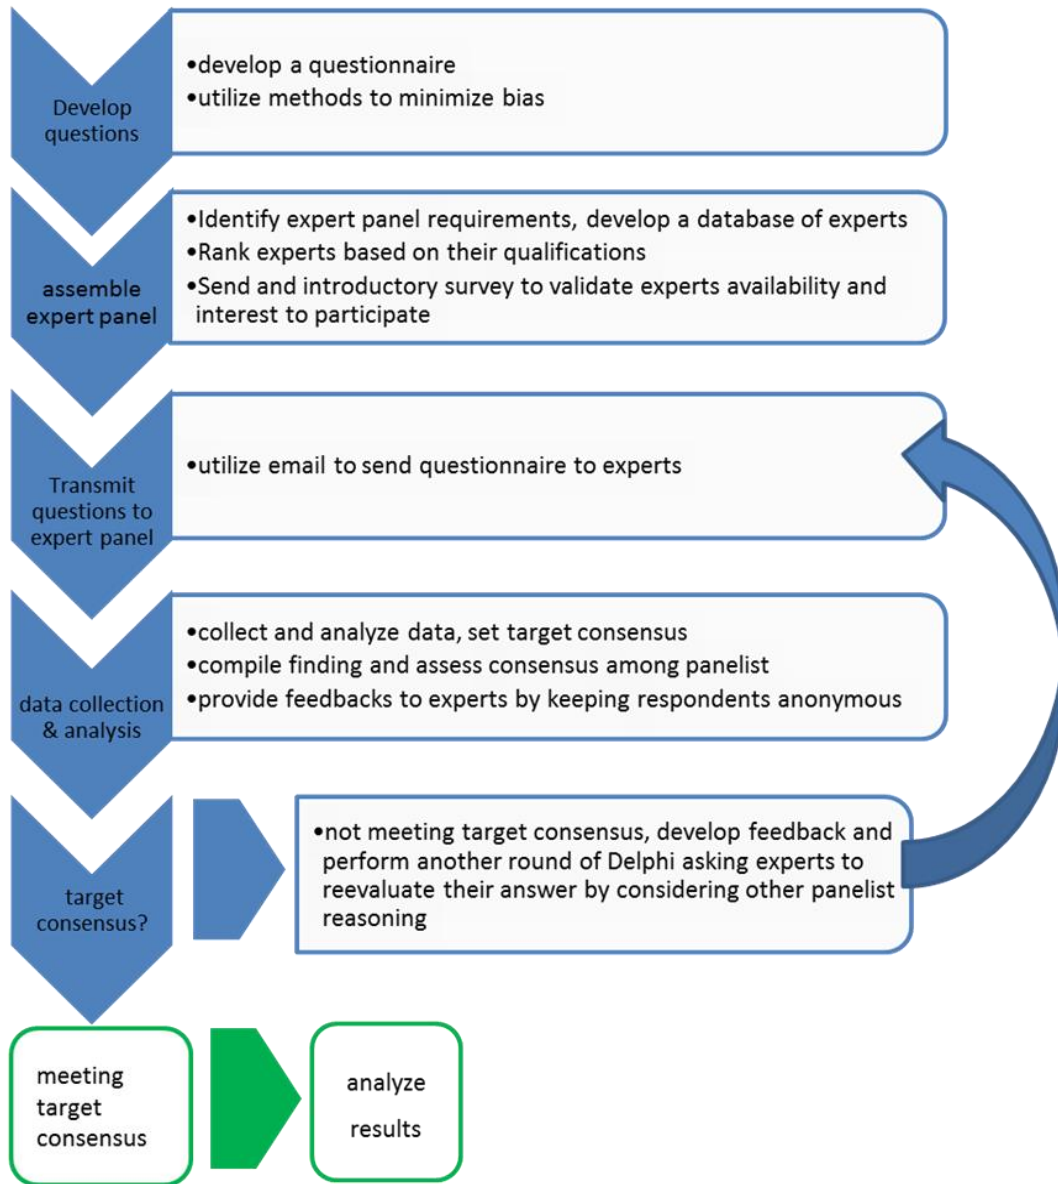 Develop
questions
•develop a questionnaire
•utilize methods to minimize bias
assemble
expert panel
•Identify expert panel requirements, develop a database of experts
•Rank experts based on their qualifications
•Send and introductory survey to validate experts availability and
interest to participate
Transmit
questions to
expert panel
•utilize email to send questionnaire to experts
data collection
& analysis
•collect and analyze data, set target consensus
•compile finding and assess consensus among panelist
•provide feedbacks to experts by keeping respondents anonymous
target
consensus?
•not meeting target consensus, develop feedback and
perform another round of Delphi asking experts to
reevaluate their answer by considering other panelist
reasoning
meeting
target
consensus
analyze
results